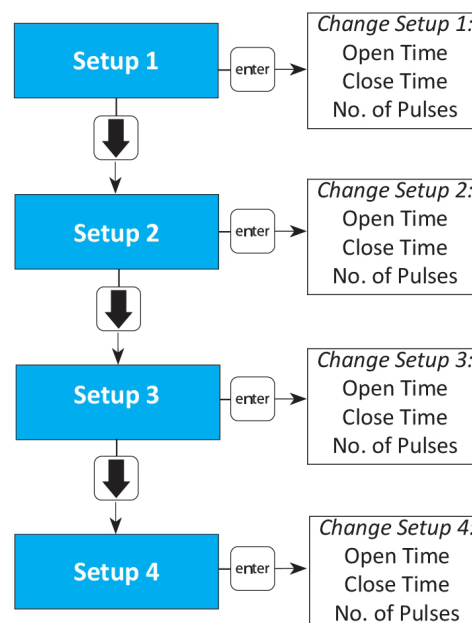 Setup 1
enter
Change Setup 1:
Open Time
Close Time
No. of Pulses
Setup 2
enter
Change Setup 2:
Open Time
Close Time
No. of Pulses
Setup 3
enter
Change Setup 3:
Open Time
Close Time
No. of Pulses
Setup 4
enter
Change Setup 4:
Open Time
Close Time
No. of Pulses